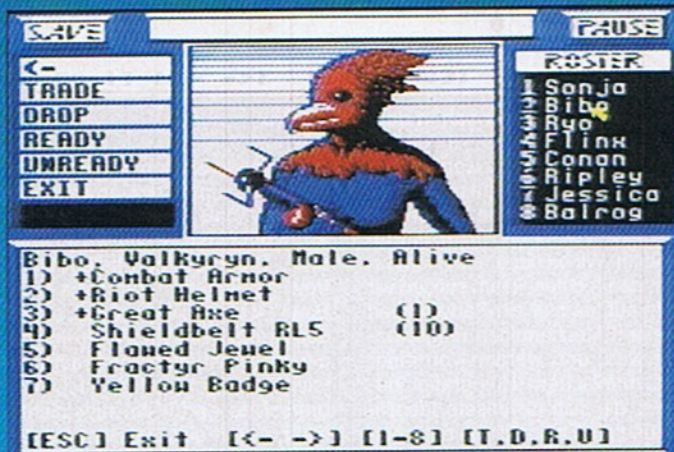 SAVE
PAUSE
<-
TRADE
DROP
READY
UNREADY
EXIT
ROSTER
1 Sonja
2 Bibo
3 Ryo
4 Flinx
5 Conan
6 Ripley
7 Jessica
8 Balrog
Bibo, Valkyryn, Male, Alive
1) +Combat Armor
2) +Riot Helmet
3) +Great Axe (1)
4) Shieldbelt RL5 (10)
5) Flawed Jewel
6) Fractyr Pinky
7) Yellow Badge
[ESC] Exit [<- ->] [1-8] [T,D,R,U]